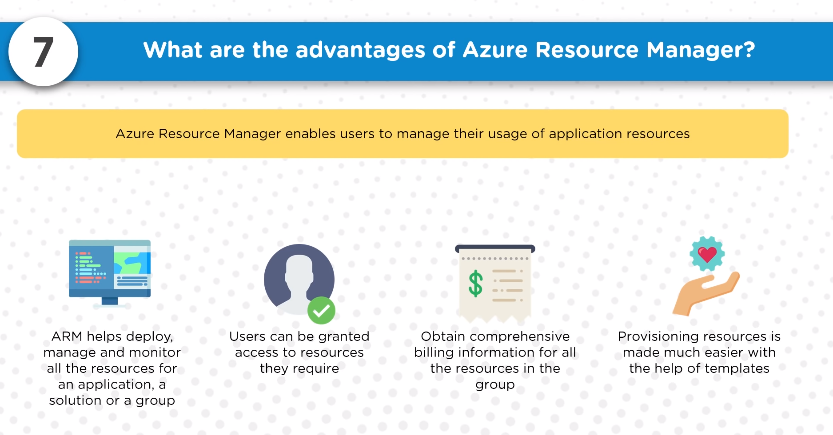 7
What are the advantages of Azure Resource Manager?
Azure Resource Manager enables users to manage their usage of application resources
ARM helps deploy,
manage and monitor
all the resources for
an application, a
solution or a group
Users can be granted
access to resources
they require
$
Obtain comprehensive
billing information for all
the resources in the
group
Provisioning resources is
made much easier with
the help of templates